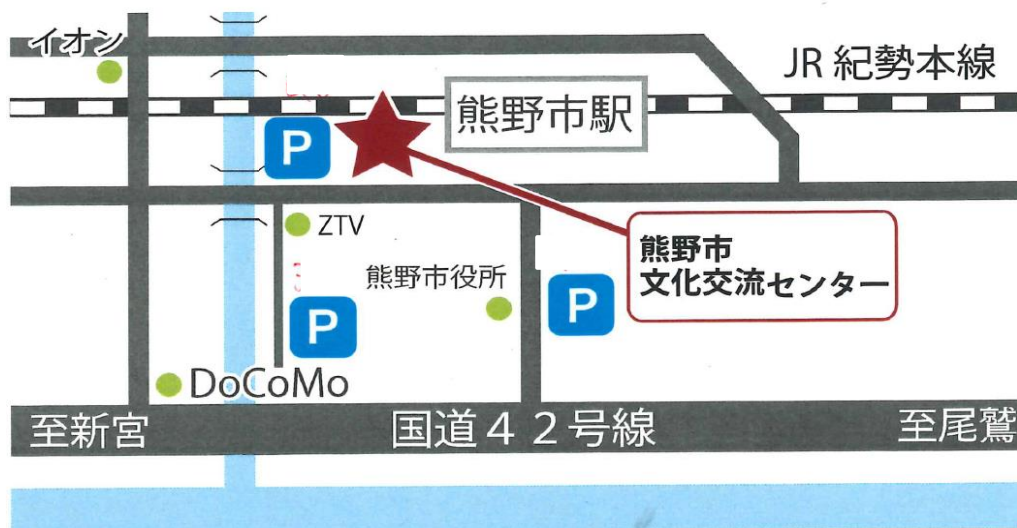 イオン
JR 紀勢本線
熊野市駅
P
ZTV
熊野市
文化交流センター
熊野市役所
P
P
DoCoMo
至新宮
国道４２号線
至尾鷲